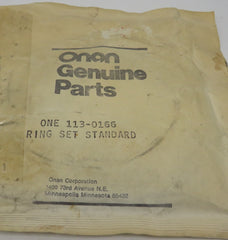 onan
Genuine
Parts
ONE 113-0166
RING SET STANDARD
Onan Corporation
1400 73rd Avenue N.E.
Minneapolis Minnesota 55432